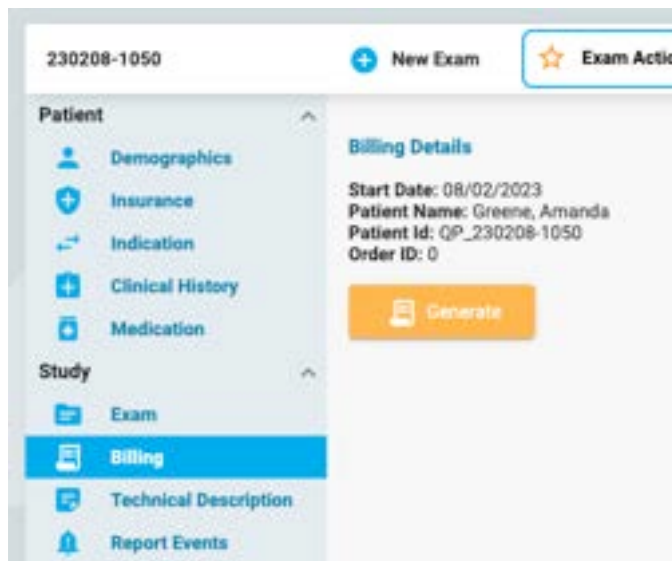 230208-1050
New Exam
Exam Actio
Patient
Demographics
Insurance
Indication
Clinical History
Medication
Study
Exam
Billing
Technical Description
Report Events
Billing Details
Start Date: 08/02/2023
Patient Name: Greene, Amanda
Patient Id: QP_230208-1050
Order ID: 0
Generate